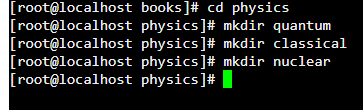 [root@localhost books]# cd physics
[root@localhost physics]# mkdir quantum
[root@localhost physics]# mkdir classical
[root@localhost physics]# mkdir nuclear
[root@localhost physics]#